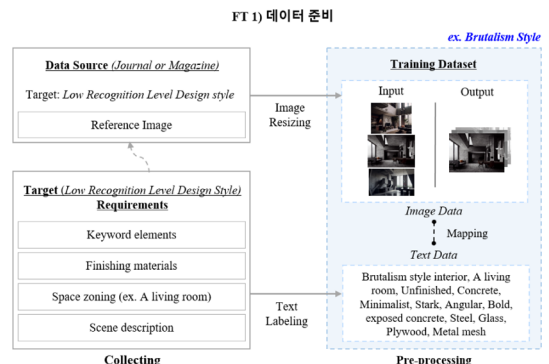 FT 1) 데이터 준비
ex. Brutalism Style
Data Source (Journal or Magazine)
Target: Low Recognition Level Design style
Reference Image
Target (Low Recognition Level Design Style)
Requirements
Keyword elements
Finishing materials
Space zoning (ex. A living room)
Scene description
Collecting
Image
Resizing
Text
Labeling
Training Dataset
Input
Output
Image Data
Mapping
Text Data
Brutalism style interior, A living
room, Unfinished, Concrete,
Minimalist, Stark, Angular, Bold,
exposed concrete, Steel, Glass,
Plywood, Metal mesh
Pre-processing